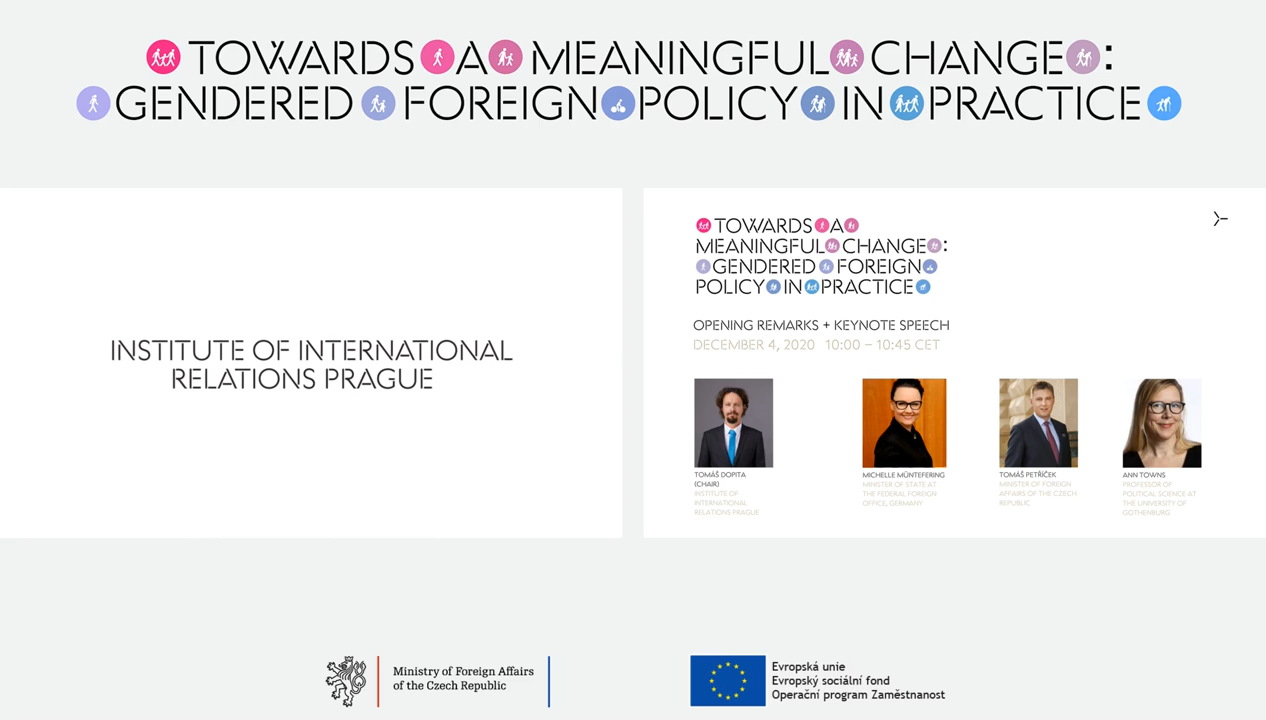 TOWARDS A MEANINGFUL CHANGE:
GENDERED FOREIGN POLICY IN PRACTICE
INSTITUTE OF INTERNATIONAL
RELATIONS PRAGUE
TOWARDS A
MEANINGFUL CHANGE:
GENDERED FOREIGN
POLICY IN PRACTICE
OPENING REMARKS + KEYNOTE SPEECH
DECEMBER 4, 2020 10:00 – 10:45 CET
TOMÁŠ DOPITA
(CHAIR)
INSTITUTE OF
INTERNATIONAL
RELATIONS PRAGUE
MICHELLE MÜNTEFERING
MINISTER OF STATE AT
THE FEDERAL FOREIGN
OFFICE, GERMANY
TOMÁŠ PETŘÍČEK
MINISTER OF FOREIGN
AFFAIRS OF THE CZECH
REPUBLIC
ANN TOWNS
PROFESSOR OF
POLITICAL SCIENCE AT
THE UNIVERSITY OF
GOTHENBURG
Ministry of Foreign Affairs
of the Czech Republic
Evropská unie
Evropský sociální fond
Operační program Zaměstnanost